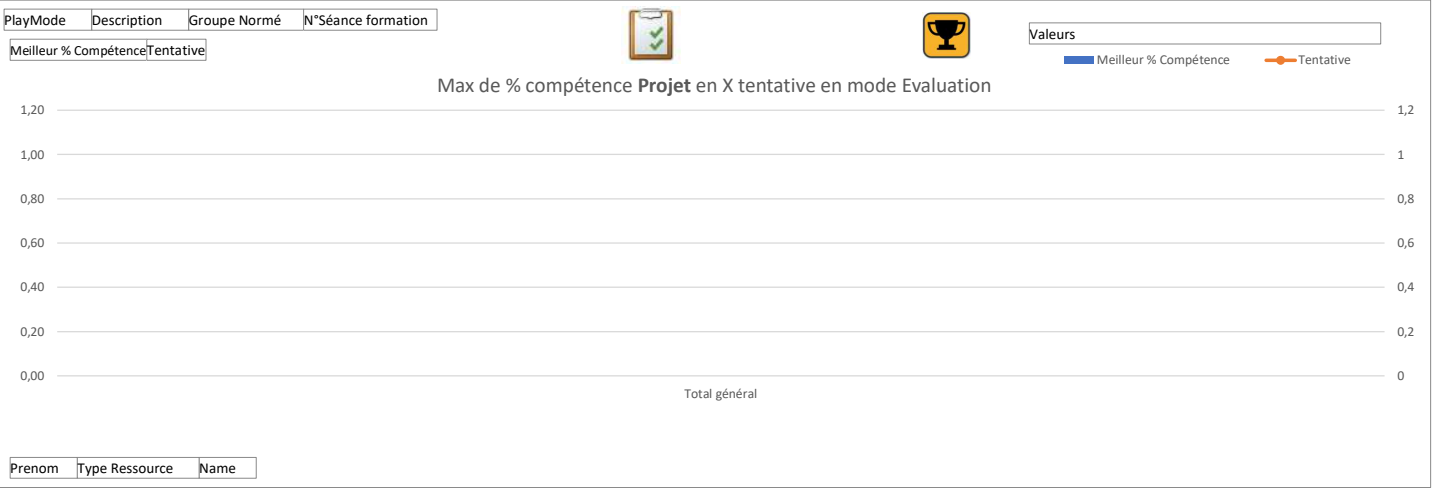 PlayMode Description Groupe Normé N°Séance formation
Meilleur % Compétence Tentative
Valeurs
Meilleur % Compétence Tentative
Max de % compétence Projet en X tentative en mode Evaluation
1,20 1,2
1,00 1
0,80 0,8
0,60 0,6
0,40 0,4
0,20 0,2
0,00 0
Total général
Prenom Type Ressource Name